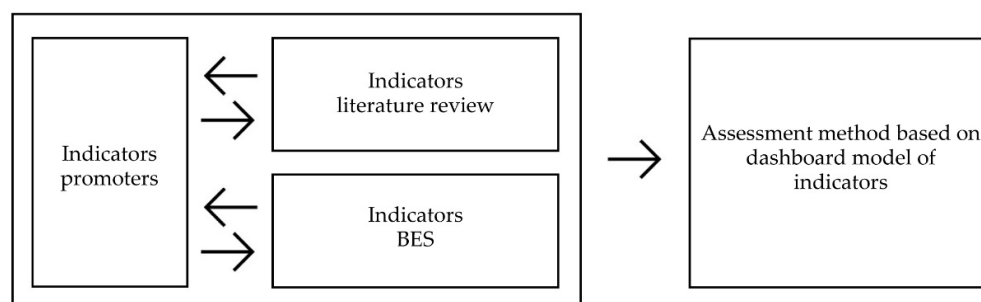 Indicators
promoters
Indicators
literature review
Indicators
BES
Assessment method based on
dashboard model of
indicators